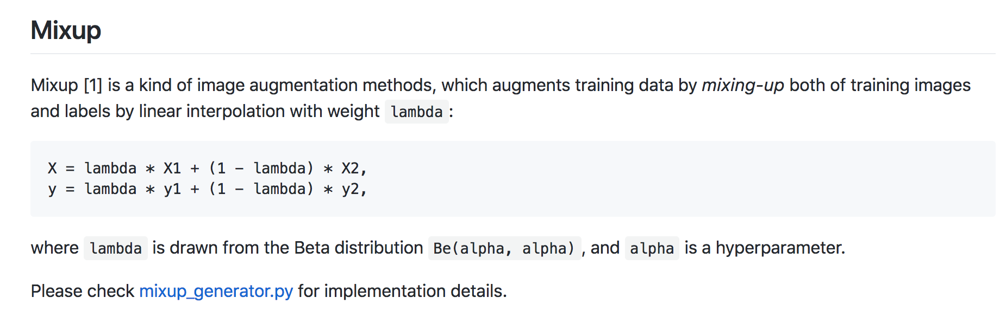 Mixup
Mixup [1] is a kind of image augmentation methods, which augments training data by mixing-up both of training images
and labels by linear interpolation with weight lambda :
X = lambda * X1 + (1 - lambda) * X2,
y = lambda * y1 + (1 - lambda) * y2,
where lambda is drawn from the Beta distribution Be(alpha, alpha) , and alpha is a hyperparameter.
Please check mixup_generator.py for implementation details.